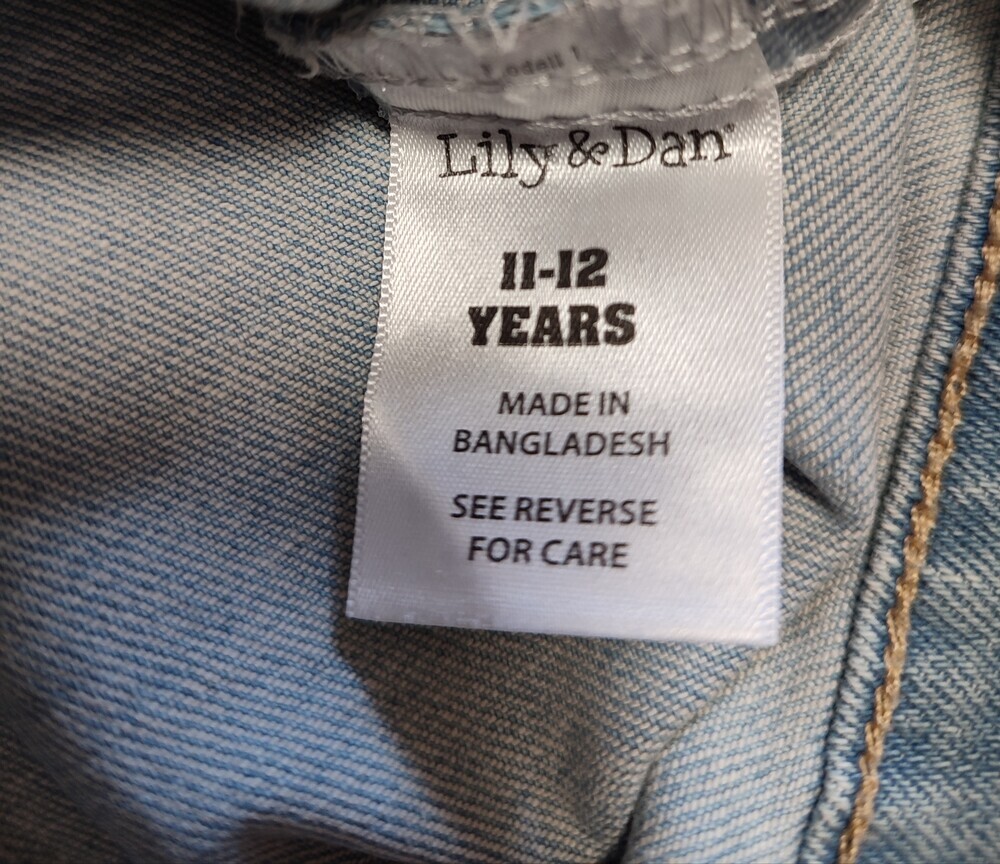 Lily & Dan®
11-12
YEARS
MADE IN
BANGLADESH
SEE REVERSE
FOR CARE